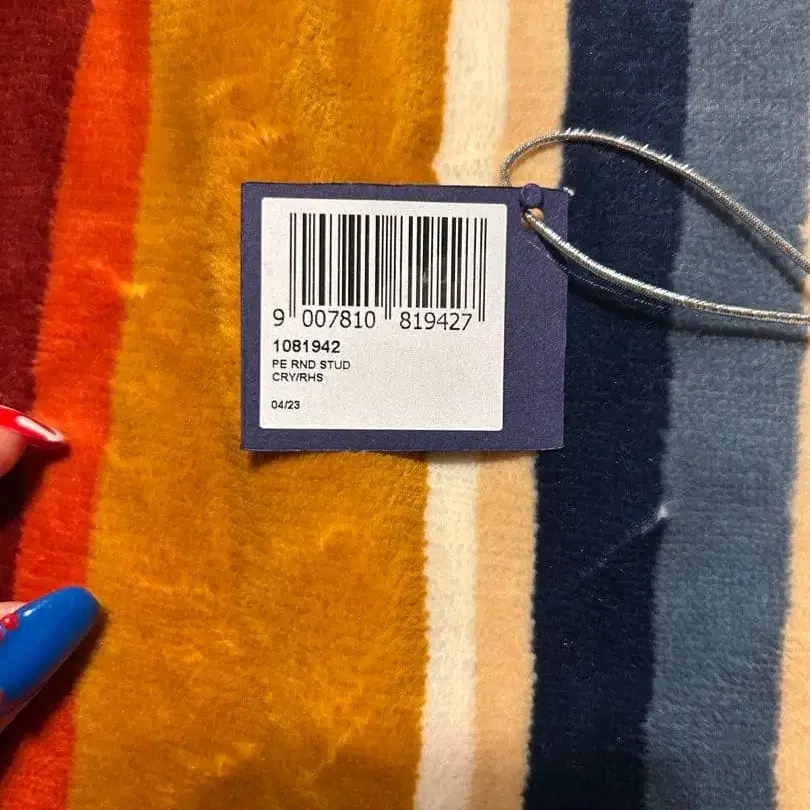 9 007810 819427
1081942
PE RND STUD
CRY/RHS
04/23